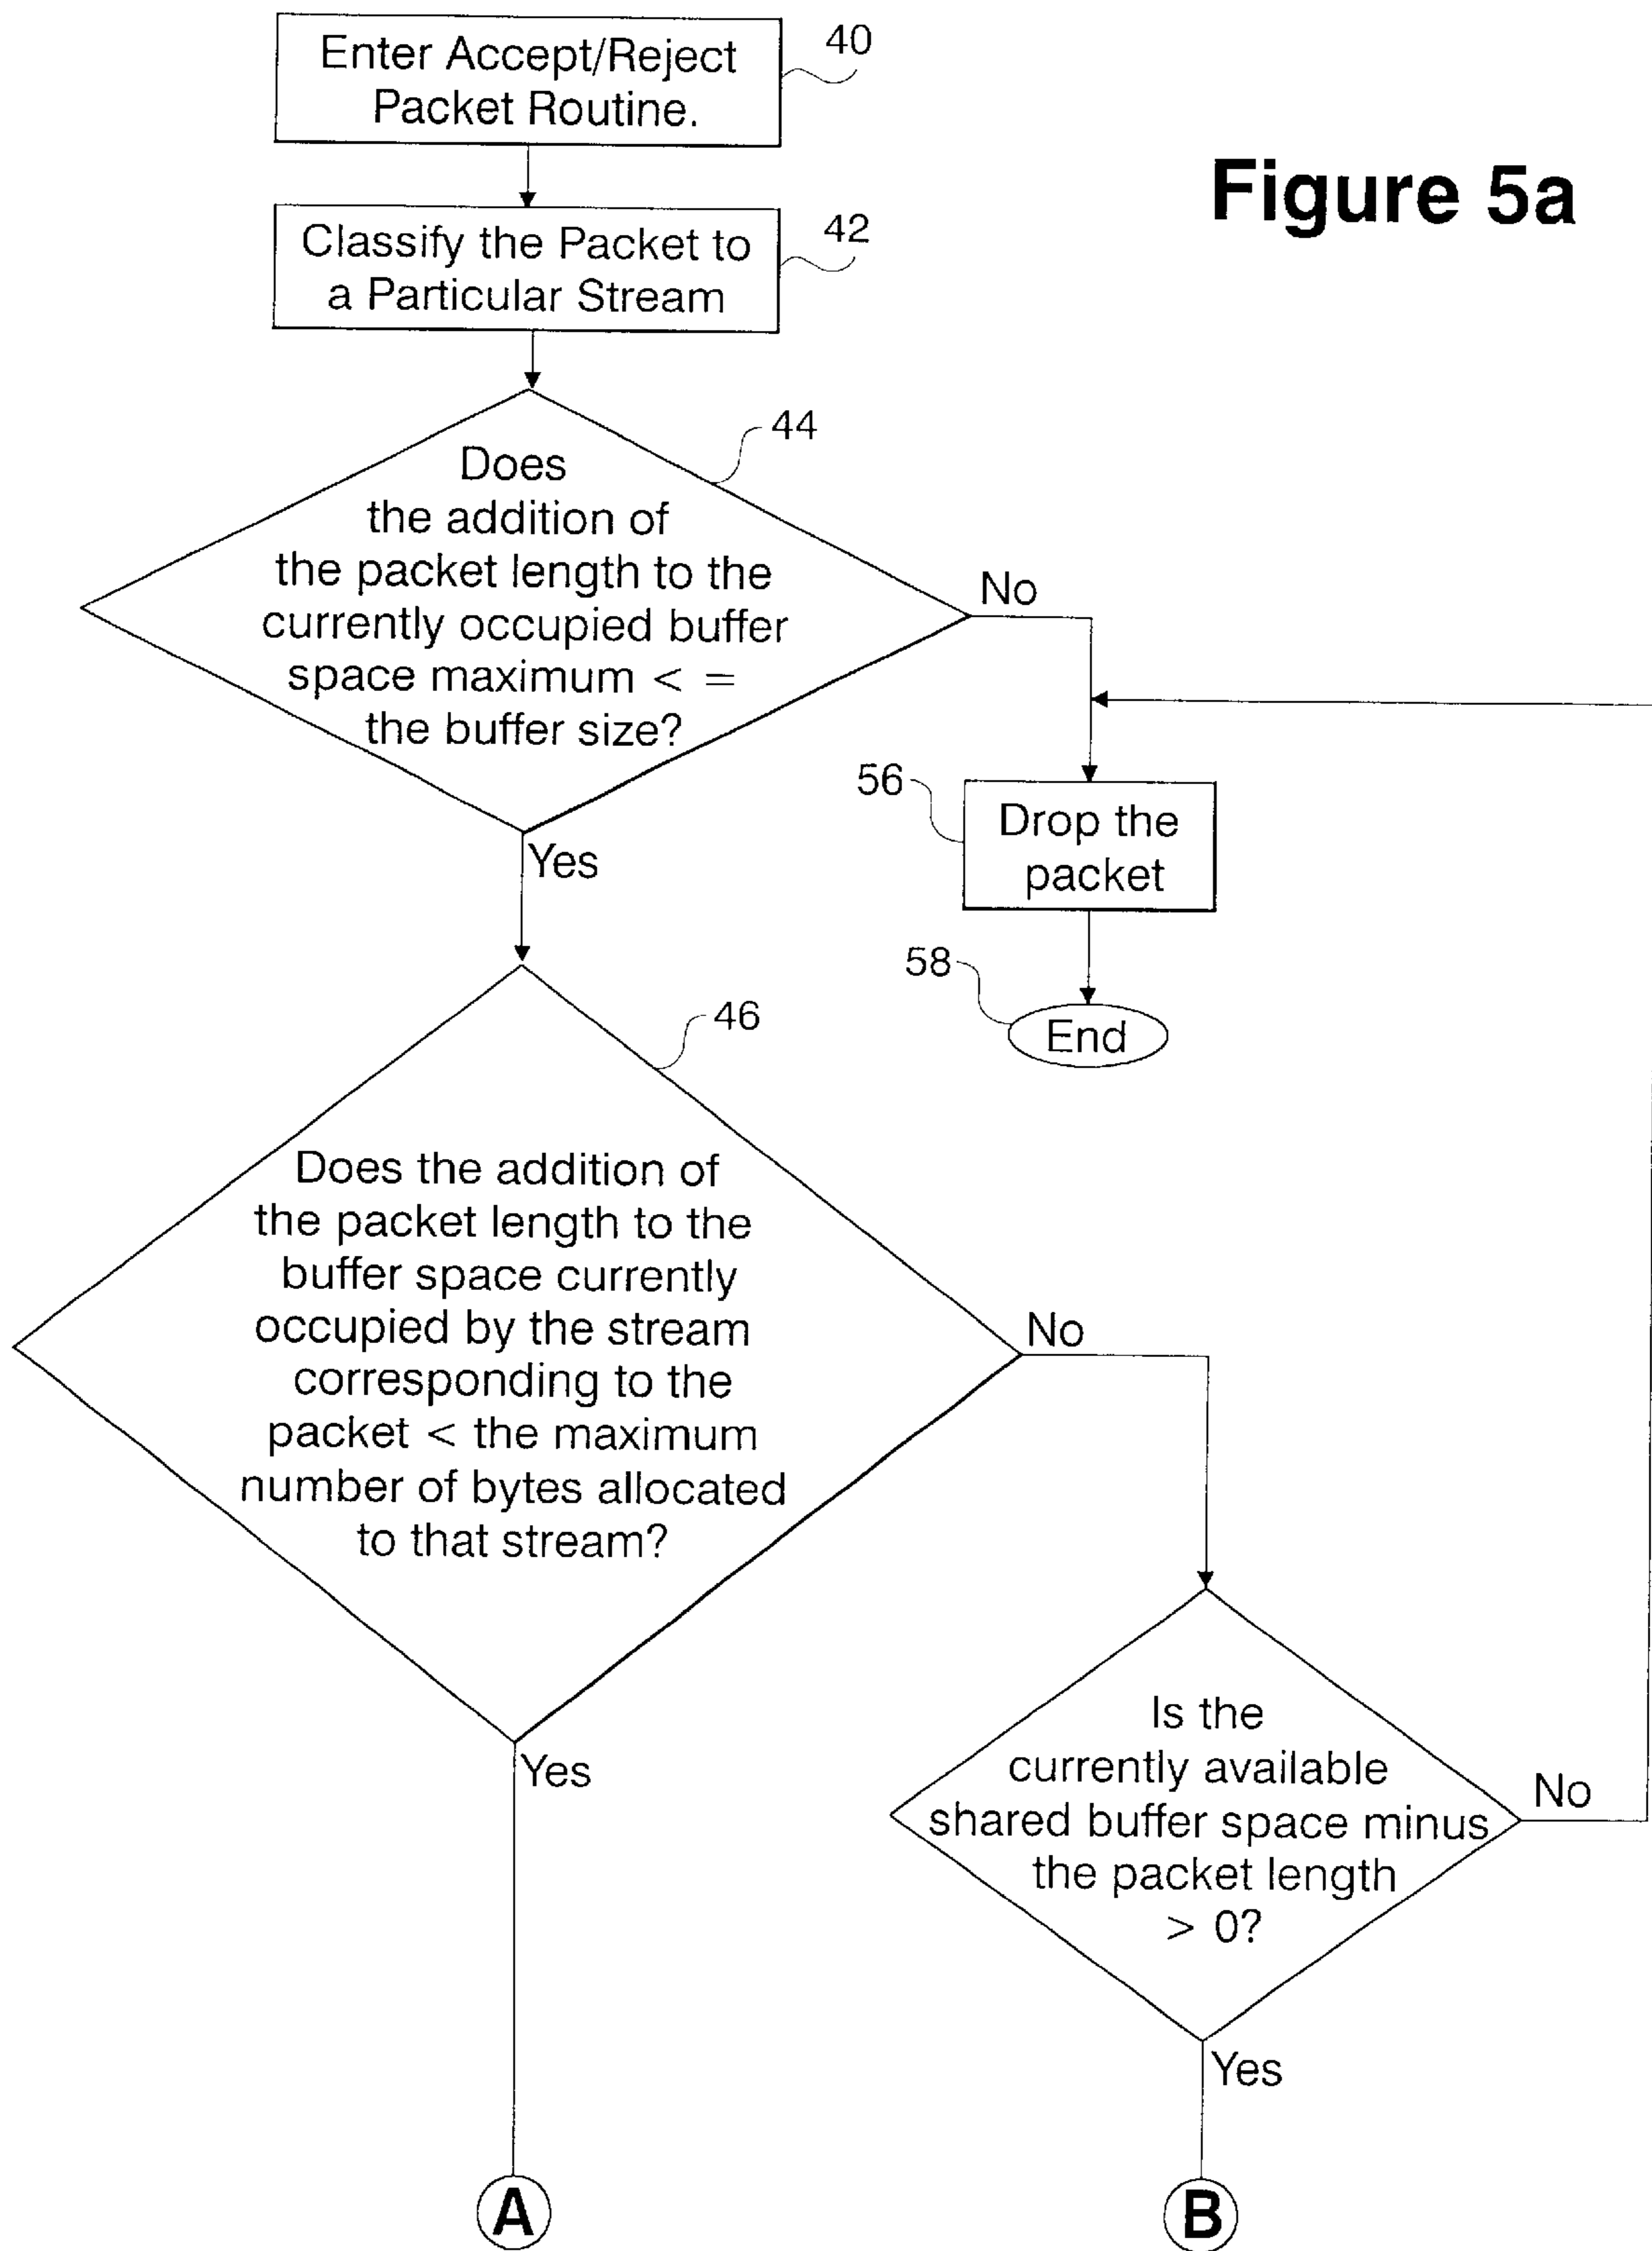 Enter Accept/Reject
Packet Routine.
40
Figure 5a
Classify the Packet to
a Particular Stream
42
44
Does
the addition of
the packet length to the
currently occupied buffer
space maximum < =
the buffer size?
No
Yes
56
Drop the
packet
58
End
46
Does the addition of
the packet length to the
buffer space currently
occupied by the stream
corresponding to the
packet < the maximum
number of bytes allocated
to that stream?
No
Yes
Is the
currently available
shared buffer space minus
the packet length
> 0?
No
Yes
A
B